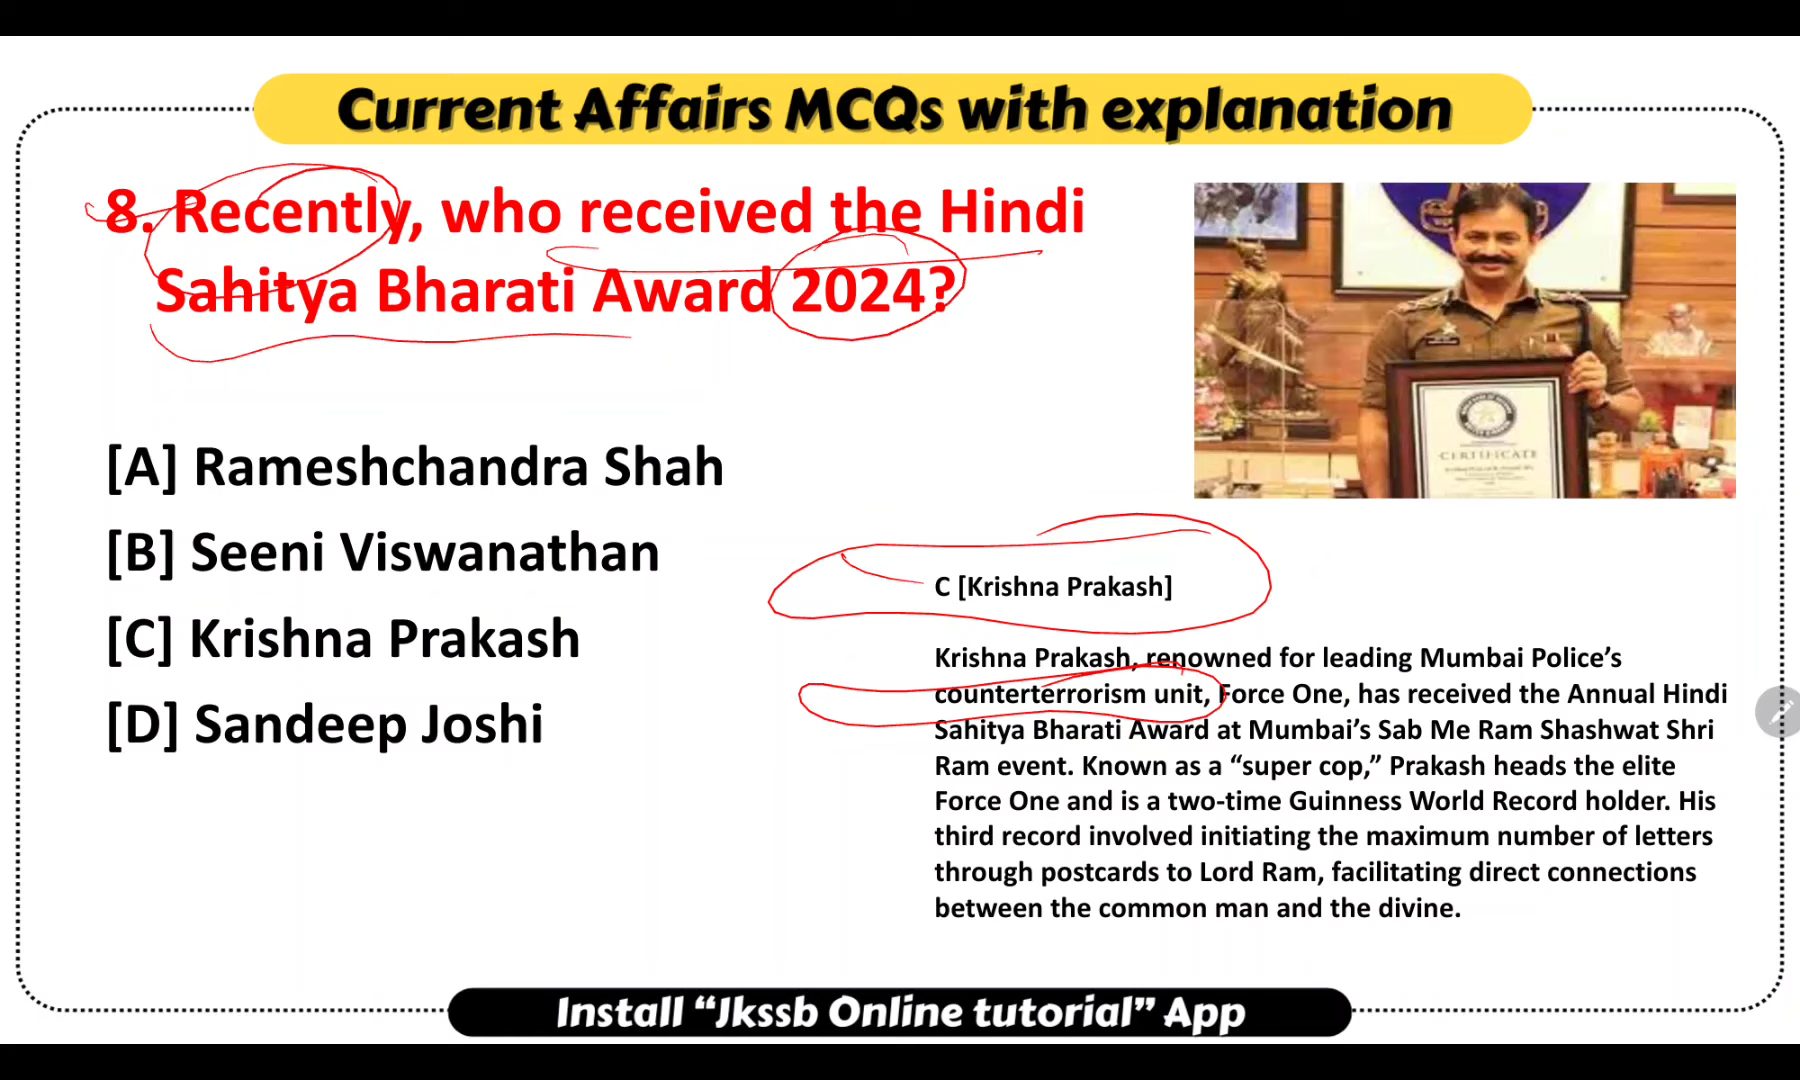 Current Affairs MCQs with explanation
8. Recently, who received the Hindi
Sahitya Bharati Award 2024?
[A] Rameshchandra Shah
[B] Seeni Viswanathan
[C] Krishna Prakash
[D] Sandeep Joshi
CERTIFICATE
C [Krishna Prakash]
Krishna Prakash, renowned for leading Mumbai Police’s
counterterrorism unit, Force One, has received the Annual Hindi
Sahitya Bharati Award at Mumbai’s Sab Me Ram Shashwat Shri
Ram event. Known as a “super cop,” Prakash heads the elite
Force One and is a two-time Guinness World Record holder. His
third record involved initiating the maximum number of letters
through postcards to Lord Ram, facilitating direct connections
between the common man and the divine.
Install “Jkssb Online tutorial” App